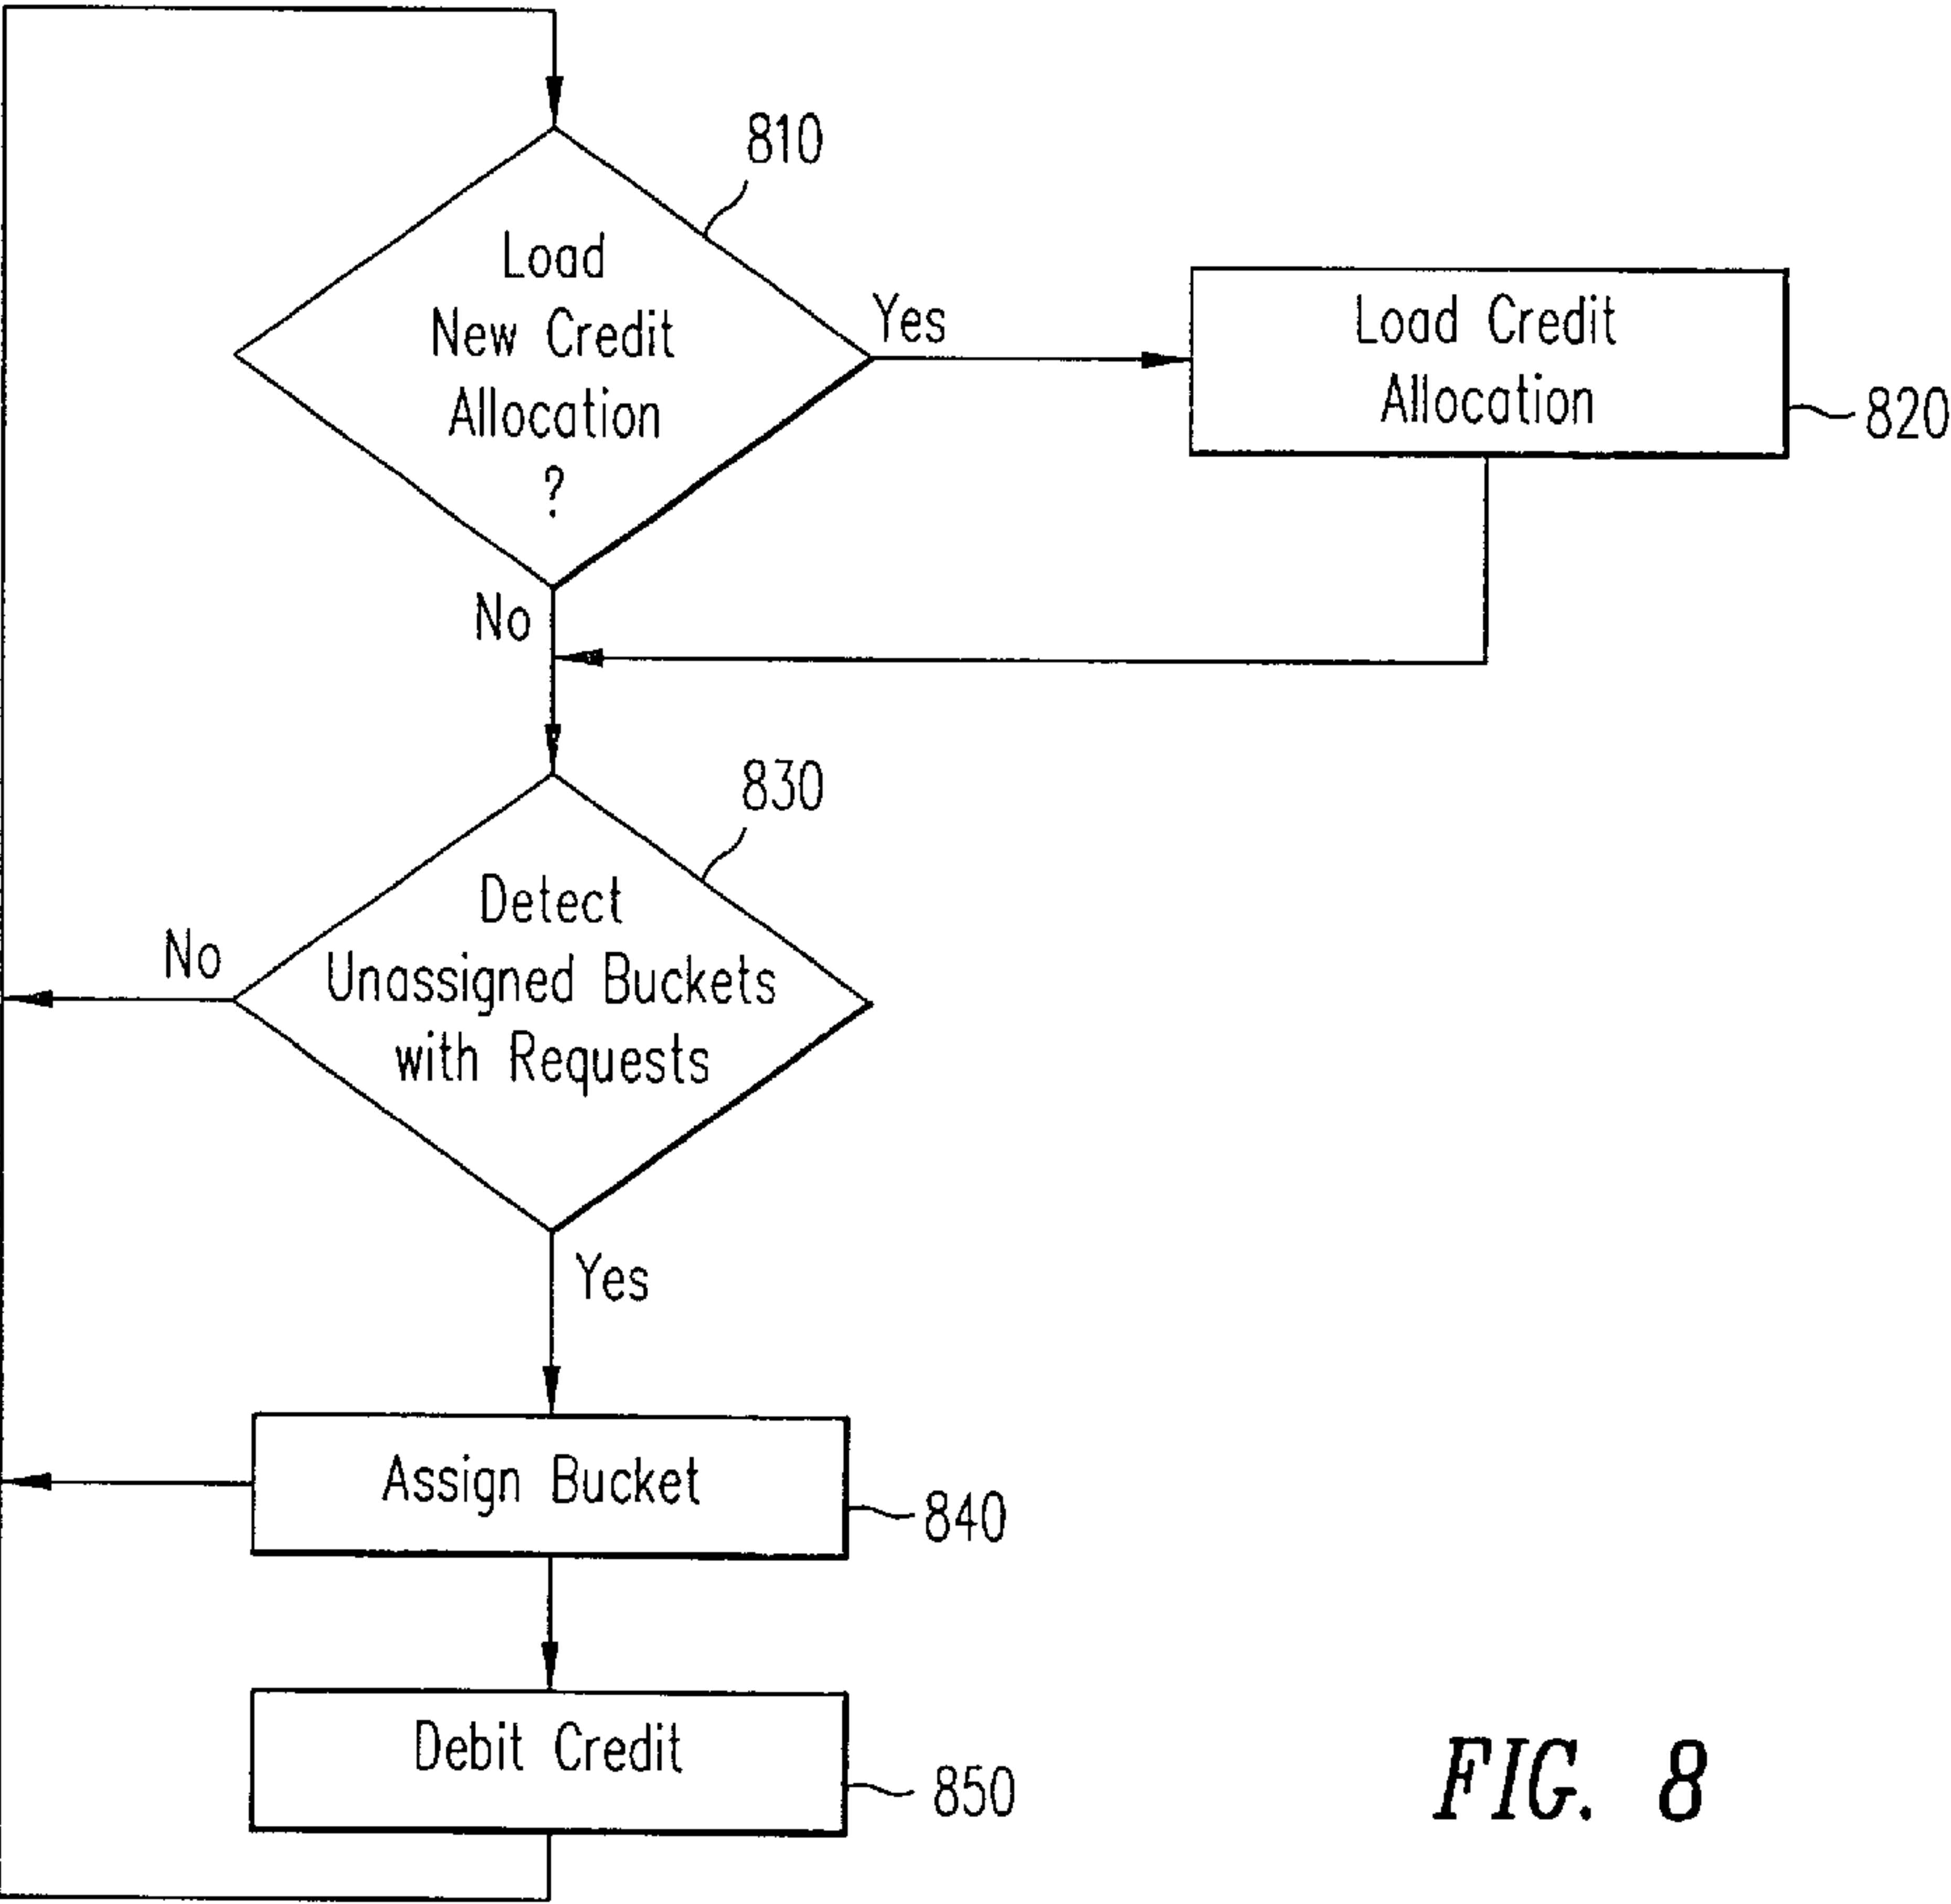 810
Load
New Credit
Allocation
?
Yes
Load Credit
Allocation
820
No
830
Detect
Unassigned Buckets
with Requests
No
Yes
Assign Bucket
840
Debit Credit
850
FIG. 8